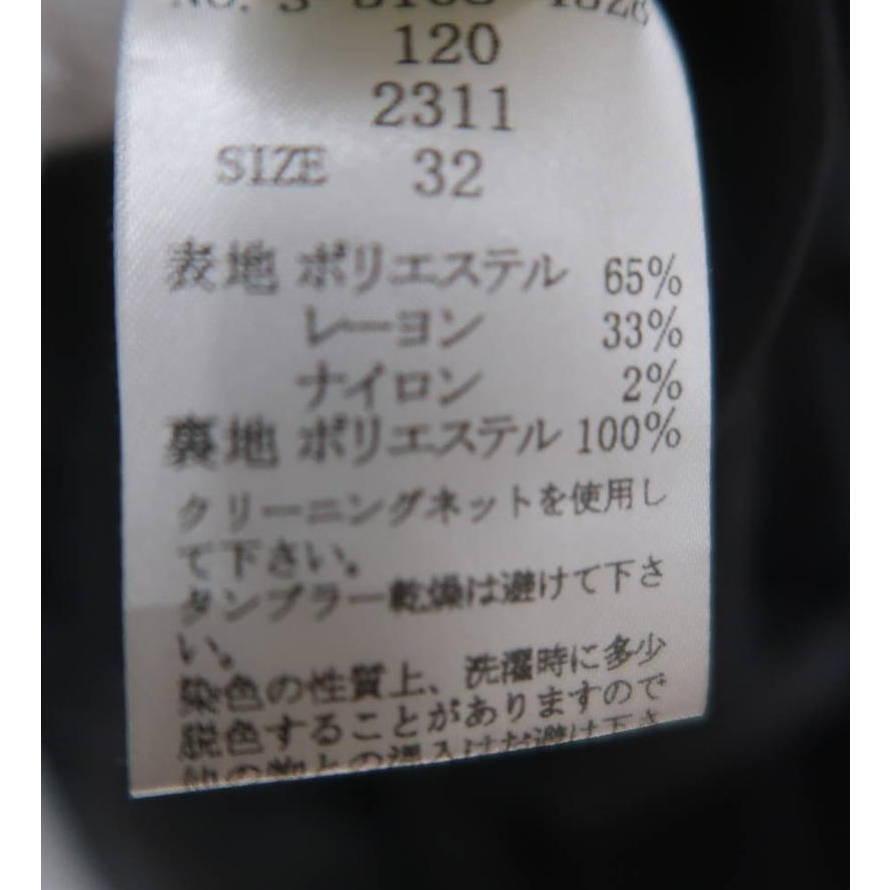 120
2311
SIZE 32
表地 ポリエステル 65%
レーヨン 33%
ナイロン 2%
裏地 ポリエステル 100%
クリーニングネットを使用し
て下さい。
タンブラー乾燥は避けて下さ
い。
染色の性質上、洗濯時に多少
脱色することがありますので